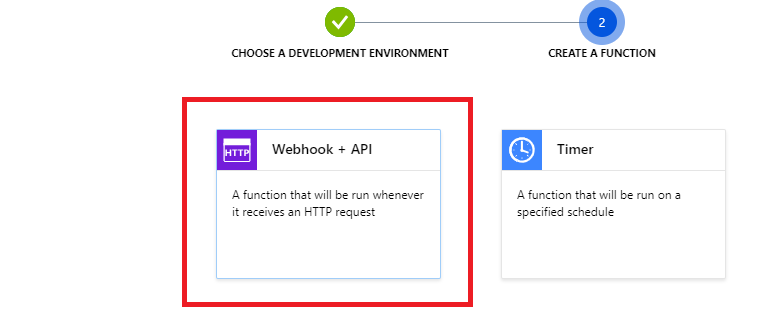 2
CHOOSE A DEVELOPMENT ENVIRONMENT
CREATE A FUNCTION
HTTP
Webhook + API
A function that will be run whenever
it receives an HTTP request
Timer
A function that will be run on a
specified schedule